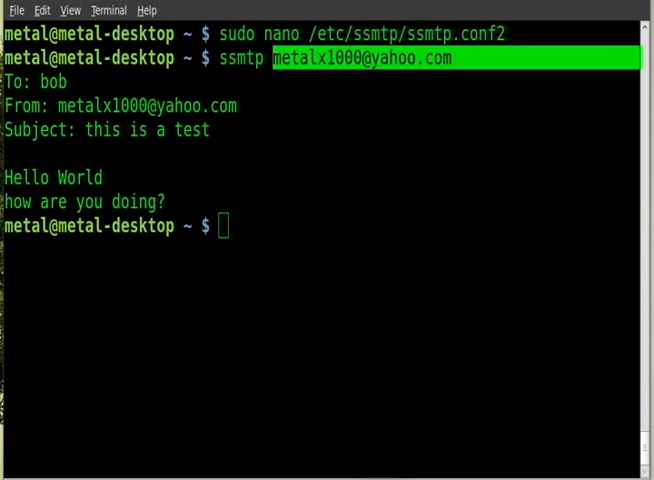 File Edit View Terminal Help
metal@metal-desktop ~ $ sudo nano /etc/ssmtp/ssmtp.conf2
metal@metal-desktop ~ $ ssmtp metalx1000@yahoo.com
To: bob
From: metalx1000@yahoo.com
Subject: this is a test
Hello World
how are you doing?
metal@metal-desktop ~ $